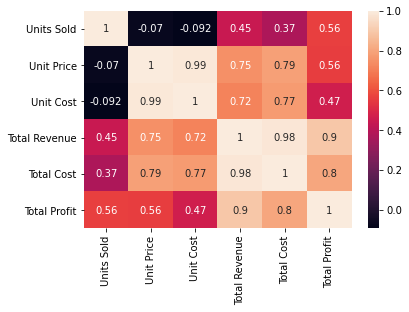 Units Sold 1 -0.07 -0.092 0.45 0.37 0.56
Unit Price -0.07 1 0.99 0.75 0.79 0.56
Unit Cost -0.092 0.99 1 0.72 0.77 0.47
Total Revenue 0.45 0.75 0.72 1 0.98 0.9
Total Cost 0.37 0.79 0.77 0.98 1 0.8
Total Profit 0.56 0.56 0.47 0.9 0.8 1
Units Sold
Unit Price
Unit Cost
Total Revenue
Total Cost
Total Profit
1.0
0.8
0.6
0.4
0.2
0.0